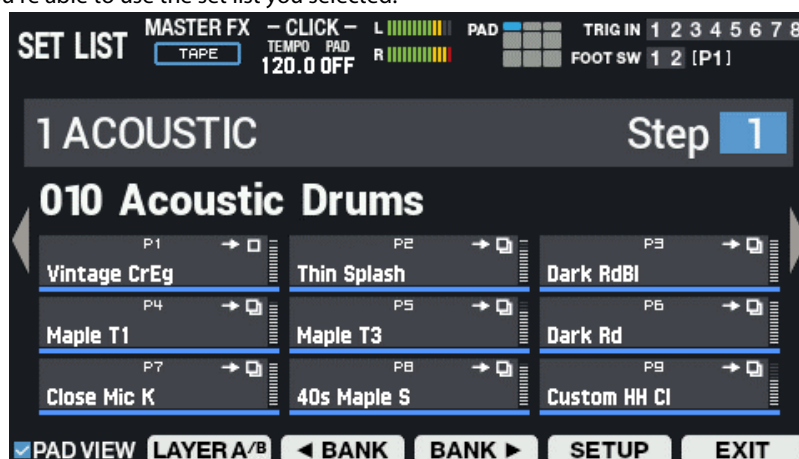 you're able to use the set list you selected.
SET LIST MASTER FX – CLICK – L PAD TRIG IN 1 2 3 4 5 6 7 8
TAPE TEMPO PAD R FOOT SW 1 2 [P1]
120.0 OFF
1 ACOUSTIC Step 1
010 Acoustic Drums
P1 P2 P3
Vintage CrEg Thin Splash Dark RdBl
P4 P5 P6
Maple T1 Maple T3 Dark Rd
P7 P8 P9
Close Mic K 40s Maple S Custom HH Cl
PAD VIEW LAYER A/B ◀ BANK BANK ▶ SETUP EXIT